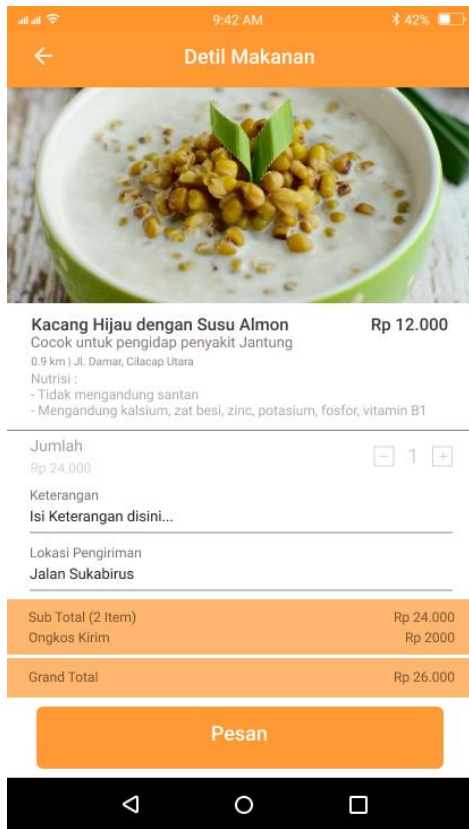 9:42 AM
42%
Detil Makanan
Kacang Hijau dengan Susu Almon
Rp 12.000
Cocok untuk pengidap penyakit Jantung
0.9 km | Jl. Damar, Cilacap Utara
Nutrisi :
- Tidak mengandung santan
- Mengandung kalsium, zat besi, zinc, potasium, fosfor, vitamin B1
Jumlah
Rp 24.000
- 1 +
Keterangan
Isi Keterangan disini...
Lokasi Pengiriman
Jalan Sukabirus
Sub Total (2 Item) Rp 24.000
Ongkos Kirim Rp 2000
Grand Total Rp 26.000
Pesan